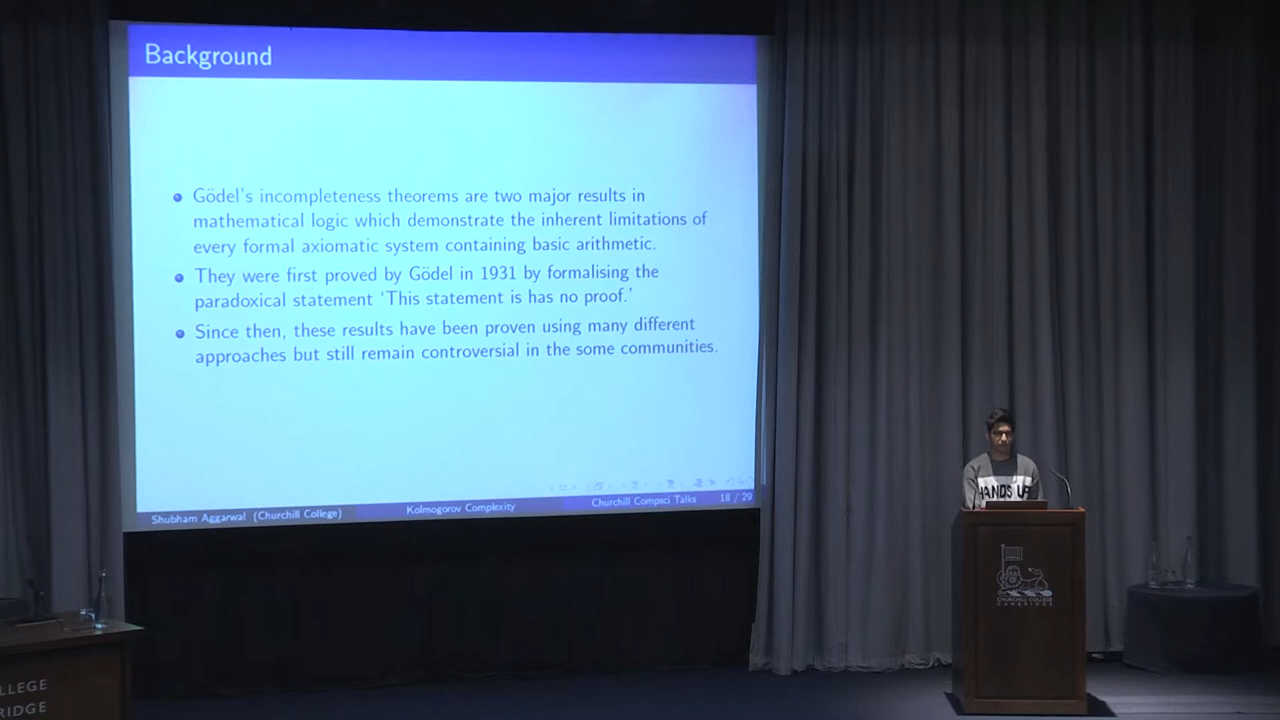 Background
Gödel's incompleteness theorems are two major results in
mathematical logic which demonstrate the inherent limitations of
every formal axiomatic system containing basic arithmetic.
They were first proved by Gödel in 1931 by formalising the
paradoxical statement ‘This statement is has no proof.’
Since then, these results have been proven using many different
approaches but still remain controversial in the some communities.
Shubham Aggarwal (Churchill College)
Kolmogorov Complexity
Churchill Compsci Talks
18 / 29
HANDS UP
CHURCHILL COLLEGE
CAMBRIDGE
LLEGE
RIDGE